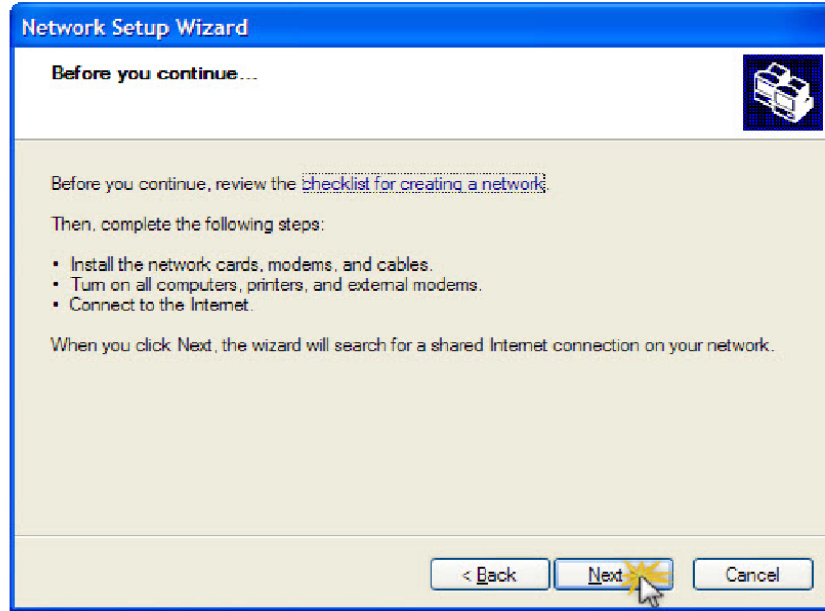 Network Setup Wizard
Before you continue...
Before you continue, review the checklist for creating a network.
Then, complete the following steps:
• Install the network cards, modems, and cables.
• Turn on all computers, printers, and external modems.
• Connect to the Internet.
When you click Next, the wizard will search for a shared Internet connection on your network.
< Back Next Cancel